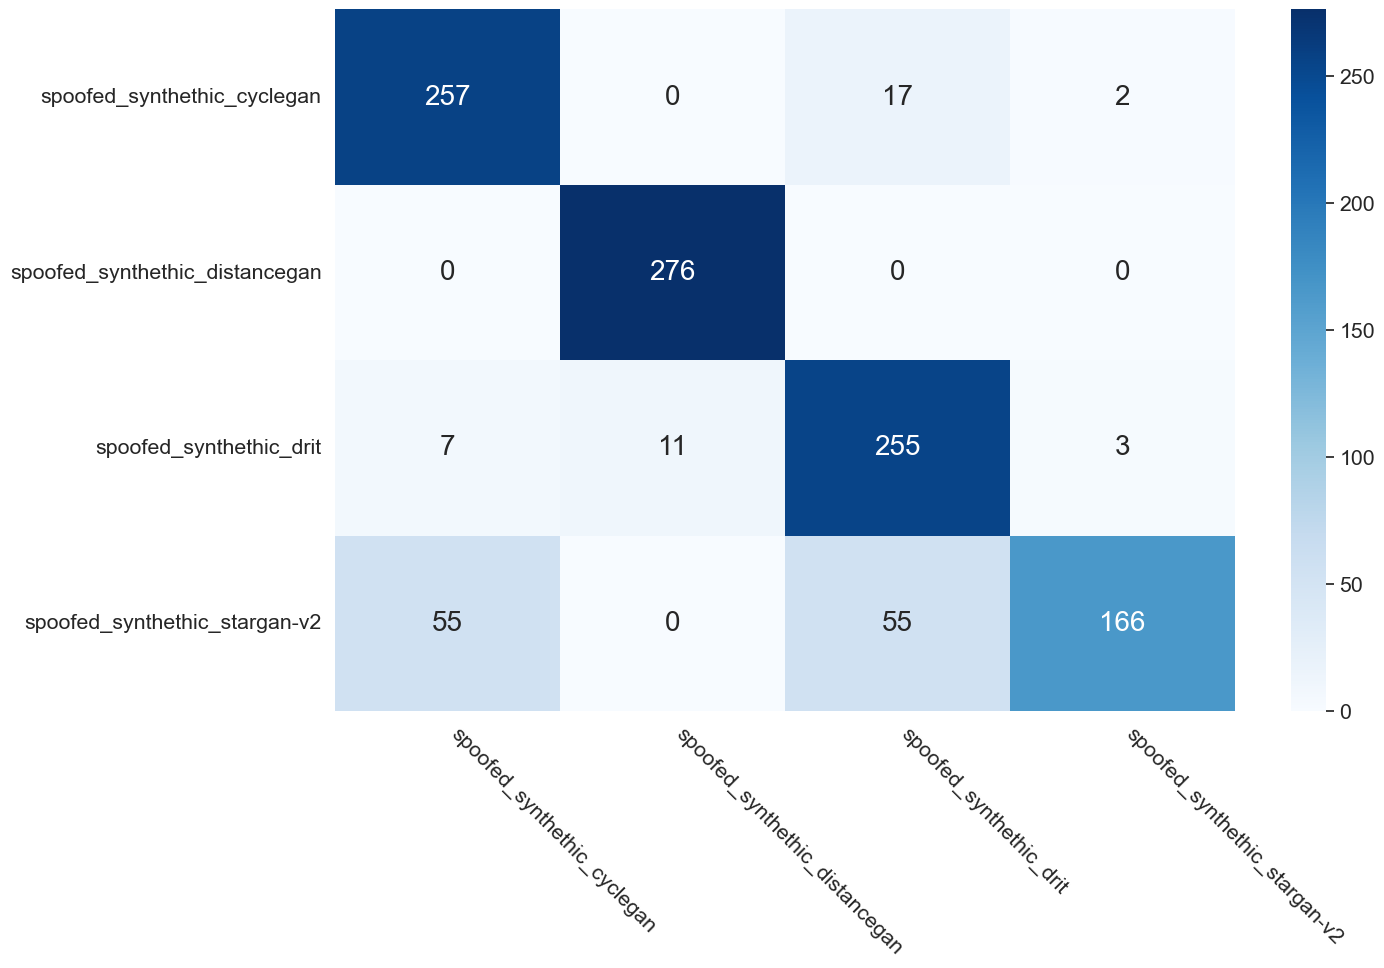 spoofed_synthethic_cyclegan
257 0 17 2
spoofed_synthethic_distancegan
0 276 0 0
spoofed_synthethic_drit
7 11 255 3
spoofed_synthethic_stargan-v2
55 0 55 166
spoofed_synthethic_cyclegan
spoofed_synthethic_distancegan
spoofed_synthethic_drit
spoofed_synthethic_stargan-v2
250
200
150
100
50
0